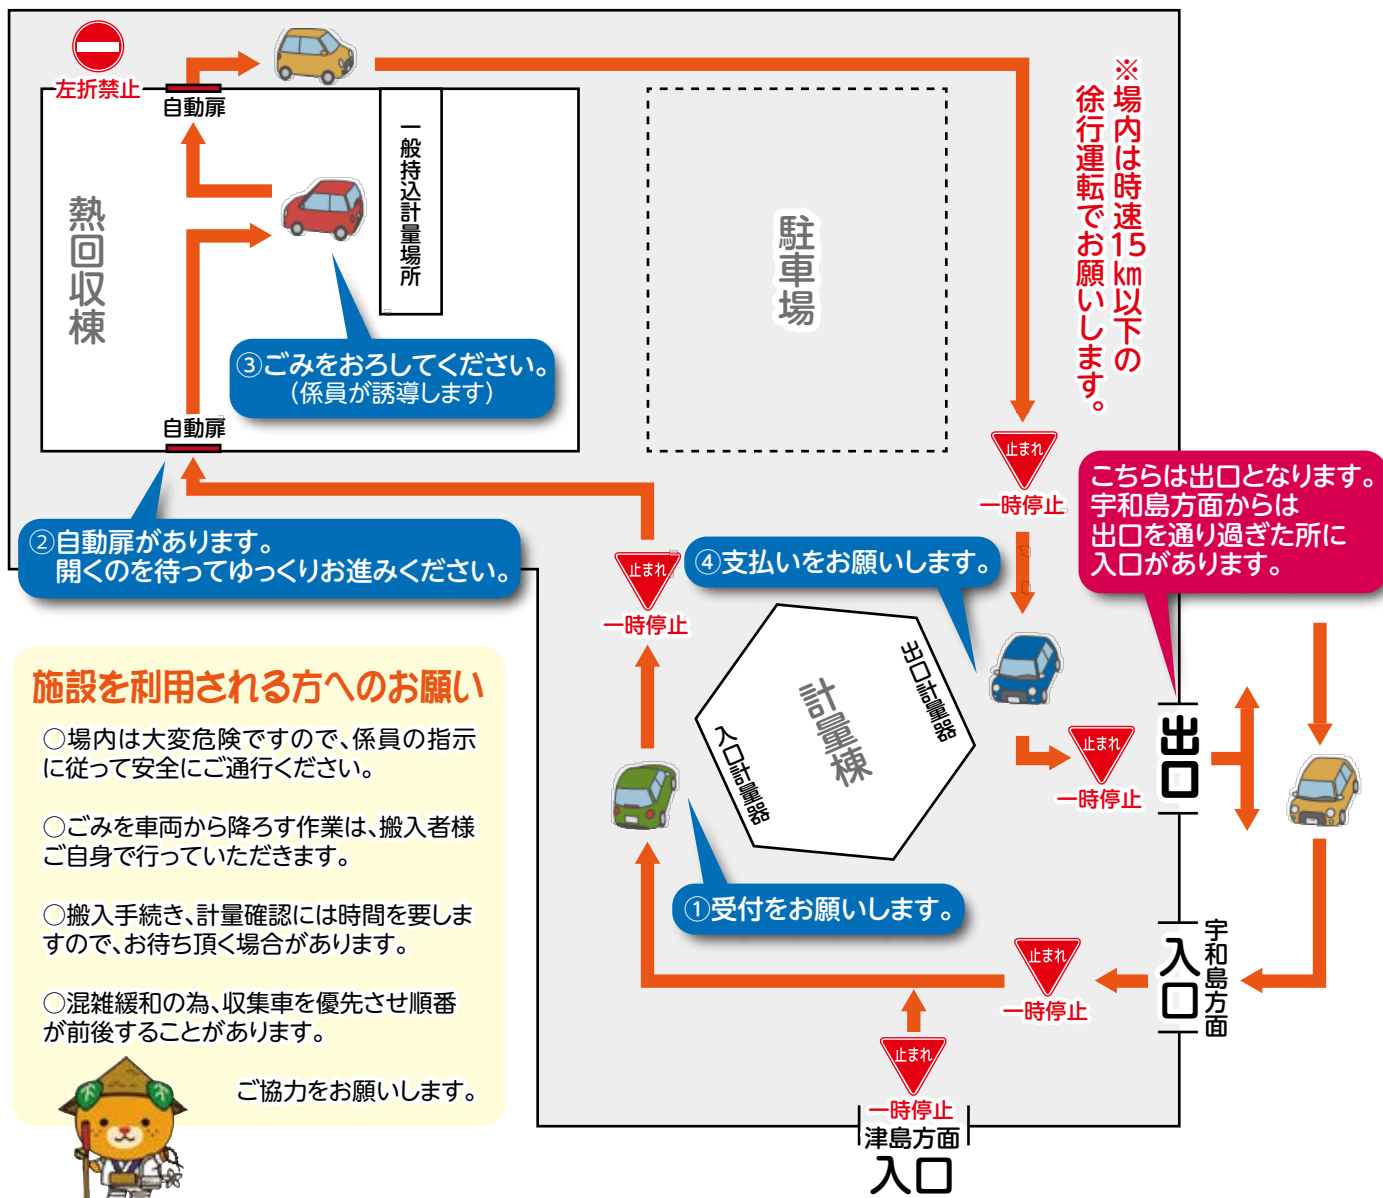 左折禁止
自動扉
一般持込計量場所
熱回収棟
③ごみをおろしてください。
(係員が誘導します)
自動扉
駐車場
※場内は時速15km以下の
徐行運転でお願いします。
止まれ
一時停止
こちらは出口となります。
宇和島方面からは
出口を通り過ぎた所に
入口があります。
②自動扉があります。
開くのを待ってゆっくりお進みください。
止まれ
一時停止
④支払いをお願いします。
出口計量器
計量棟
入口計量器
止まれ
一時停止
出口
①受付をお願いします。
止まれ
一時停止
入口
宇和島方面
止まれ
一時停止
津島方面
入口
施設を利用される方へのお願い
○場内は大変危険ですので、係員の指示
に従って安全にご通行ください。
○ごみを車両から降ろす作業は、搬入者様
ご自身で行っていただきます。
○搬入手続き、計量確認には時間を要しま
すので、お待ち頂く場合があります。
○混雑緩和の為、収集車を優先させ順番
が前後することがあります。
ご協力をお願いします。